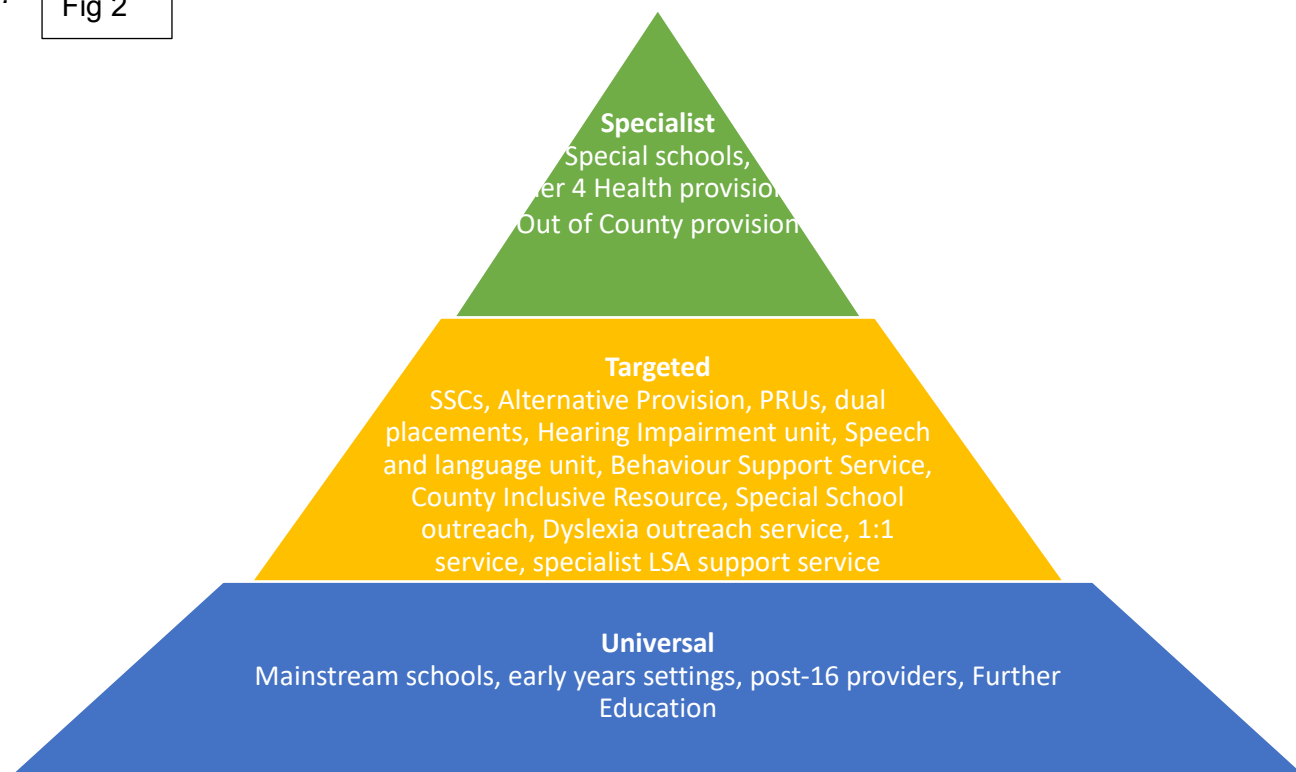 Fig 2
Specialist
Special schools,
er 4 Health provision
Out of County provision
Targeted
SSCs, Alternative Provision, PRUs, dual
placements, Hearing Impairment unit, Speech
and language unit, Behaviour Support Service,
County Inclusive Resource, Special School
outreach, Dyslexia outreach service, 1:1
service, specialist LSA support service
Universal
Mainstream schools, early years settings, post-16 providers, Further
Education